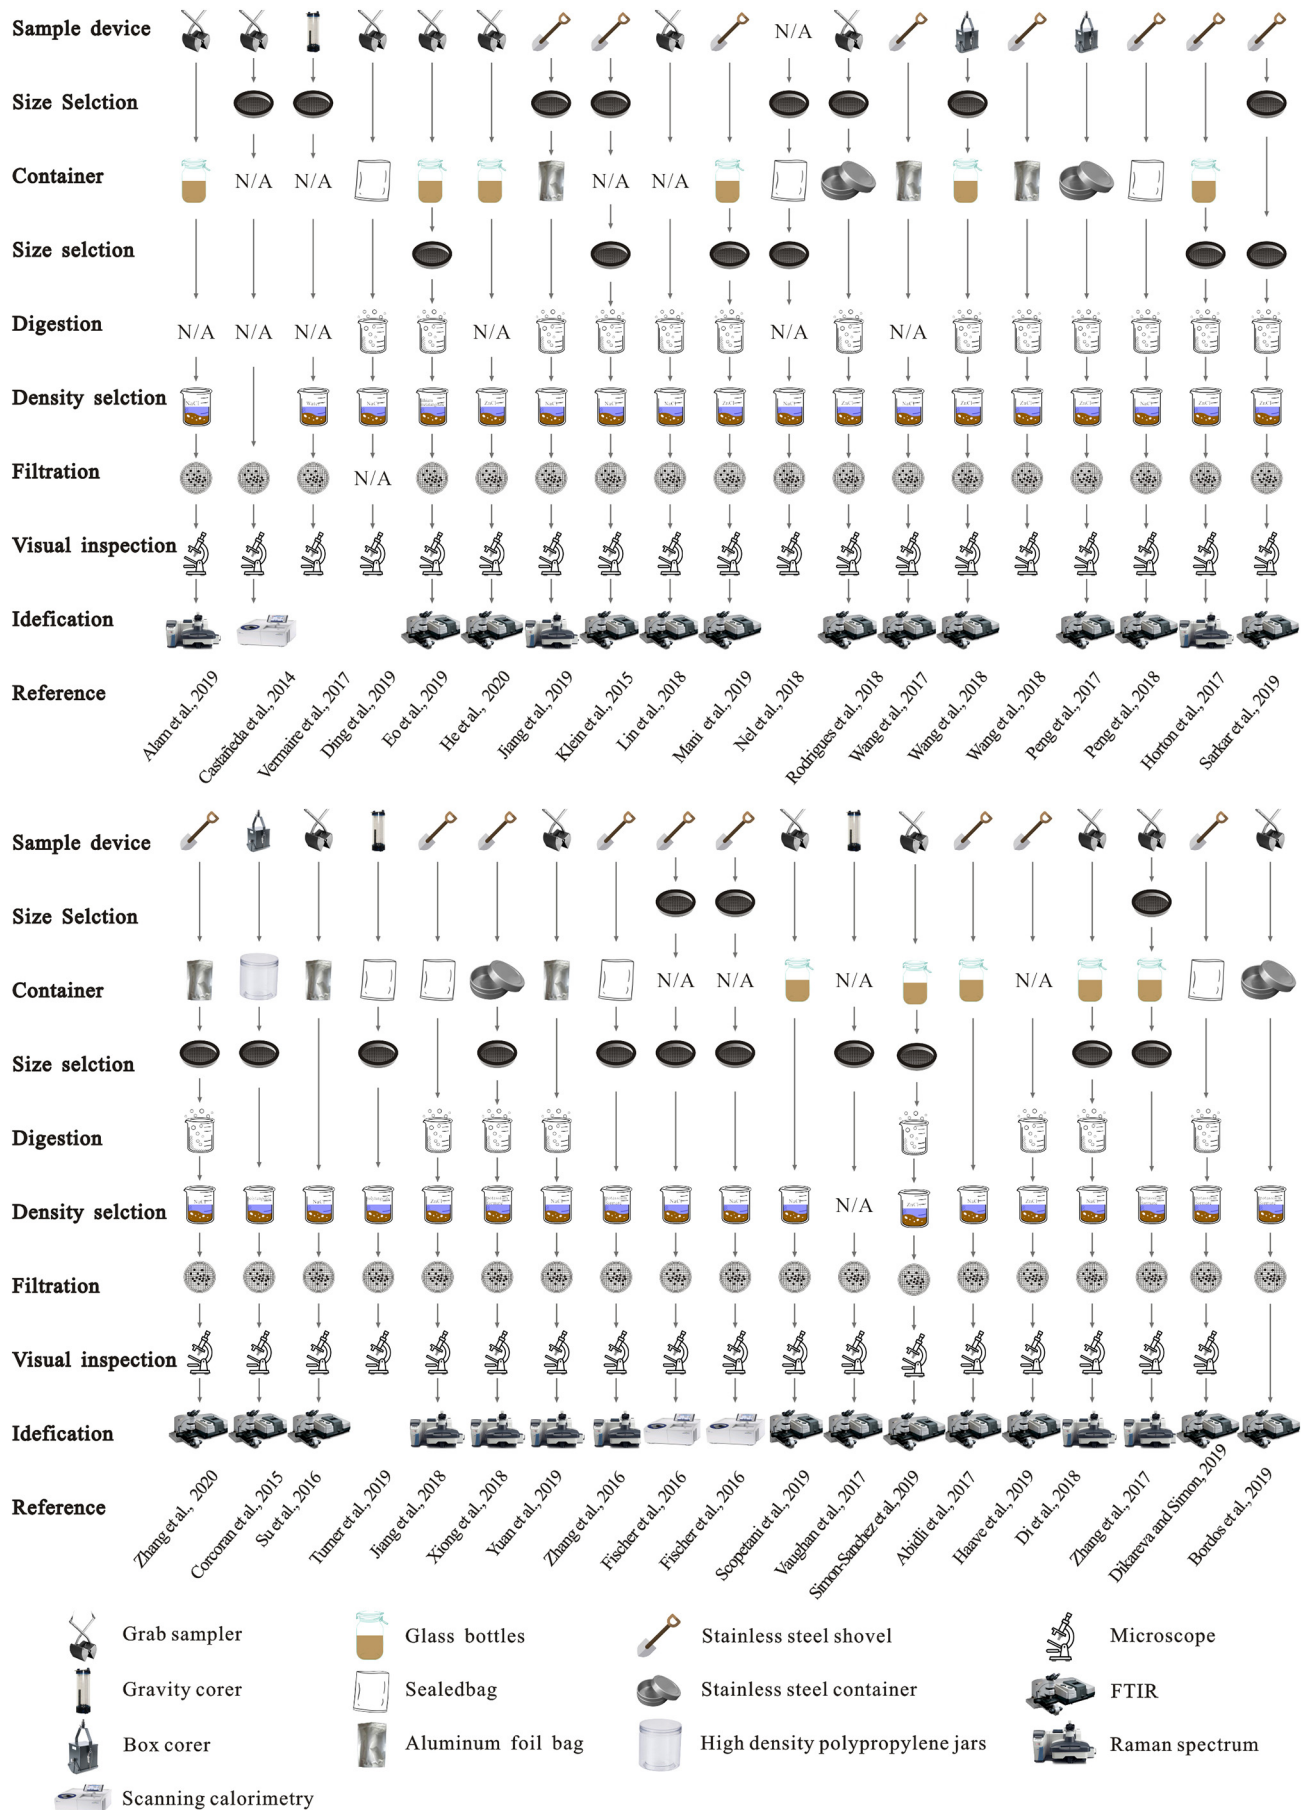 Sample device N/A
Size Selction
Container N/A N/A N/A N/A
Size selction
Digestion N/A N/A N/A N/A N/A N/A
Density selction
Filtration N/A
Visual inspection
Idefication
Reference
Alam et al., 2019
Castañeda et al., 2014
Vermaire et al., 2017
Ding et al., 2019
Eo et al., 2019
He et al., 2020
Jiang et al., 2019
Klein et al., 2015
Lin et al., 2018
Mani et al., 2019
Nel et al., 2018
Rodrigues et al., 2018
Wang et al., 2017
Wang et al., 2018
Wang et al., 2018
Peng et al., 2017
Peng et al., 2018
Horton et al., 2017
Sarkar et al., 2019
Sample device
Size Selction
Container N/A N/A N/A N/A
Size selction
Digestion
Density selction N/A
Filtration
Visual inspection
Idefication
Reference
Zhang et al., 2020
Corcoran et al., 2015
Su et al., 2016
Turner et al., 2019
Jiang et al., 2018
Xiong et al., 2018
Yuan et al., 2019
Zhang et al., 2016
Fischer et al., 2016
Fischer et al., 2016
Scopetani et al., 2019
Vaughan et al., 2017
Simon-Sanchez et al., 2019
Abidli et al., 2017
Haave et al., 2019
Di et al., 2018
Zhang et al., 2017
Dikareva and Simon, 2019
Bordos et al., 2019
Grab sampler Glass bottles Stainless steel shovel Microscope
Gravity corer Sealedbag Stainless steel container FTIR
Box corer Aluminum foil bag High density polypropylene jars Raman spectrum
Scanning calorimetry